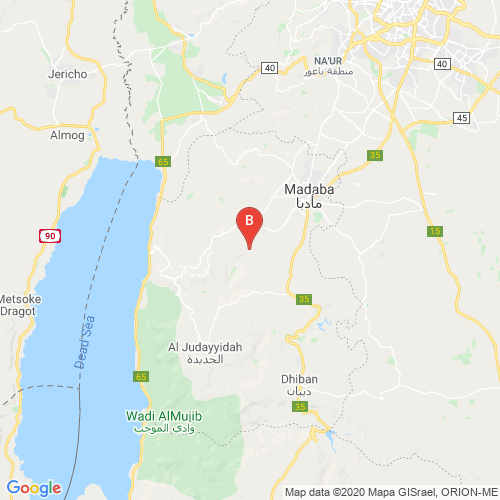 NA'UR
منطقة ناعور
40
40
Jericho
45
Almog
65
35
Madaba
مأدبا
B
15
90
Metsoke
Dragot
35
Dead Sea
Al Judayyidah
الجديدة
65
Dhiban
ذيبان
35
Wadi AlMujib
وادي الموجب
Google
Map data ©2020 Mapa GISrael, ORION-ME